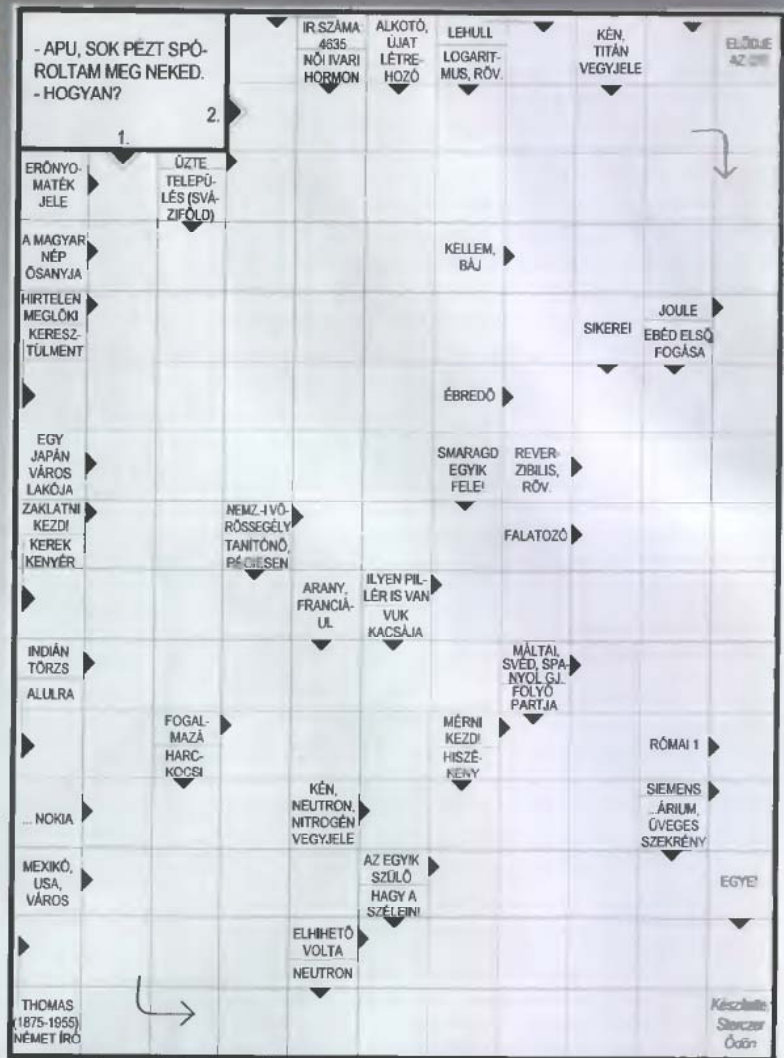 - APU, SOK PÉZT SPÓ-
ROLTAM MEG NEKED.
- HOGYAN?
2.
1.
IR.SZÁMA
4635
NŐI IVARI
HORMON
ALKOTÓ,
ÚJAT
LÉTRE-
HOZÓ
LEHULL
LOGARIT-
MUS, RÖV.
KÉN,
TITÁN
VEGYJELE
ELŐDJE
ERŐNYO-
MATÉK
JELE
ŰZTE
TELEPÜ-
LÉS (SVÁ-
ZIFÖLD)
A MAGYAR
NÉP
ŐSANYJA
KELLEM,
BÁJ
HIRTELEN
MEGLÖKI
KERESZ-
TÜLMENT
SIKEREI
JOULE
EBÉD ELSŐ
FOGÁSA
ÉBREDŐ
EGY
JAPÁN
VÁROS
LAKÓJA
SMARAGD
EGYIK
FELE!
REVER-
ZIBILIS,
RÖV.
ZAKLATNI
KEZD!
KEREK
KENYÉR
NEMZ.-I VÖ-
RÖSSEGÉLY
TANÍTÓNŐ,
PÉCIESEN
FALATOZÓ
ARANY,
FRANCIÁ-
UL
ILYEN PIL-
LÉR IS VAN
VUK
KACSÁJA
INDIÁN
TÖRZS
ALULRA
MÁLTAI,
SVÉD, SPA-
NYOL GJ.
FOLYÓ
PARTJA
FOGAL-
MAZÁ
HARC-
KOCSI
MÉRNI
KEZD!
HISZÉ-
KENY
RÓMAI 1
... NOKIA
KÉN,
NEUTRON,
NITROGÉN
VEGYJELE
SIEMENS
...ÁRIUM,
ÜVEGES
SZEKRÉNY
MEXIKÓ,
USA,
VÁROS
AZ EGYIK
SZÜLŐ
HAGY A
SZÉLEIN!
EGYE!
ELHIHETŐ
VOLTA
NEUTRON
THOMAS
(1875-1955)
NÉMET ÍRÓ
Készítette:
Sterczer
Ödön